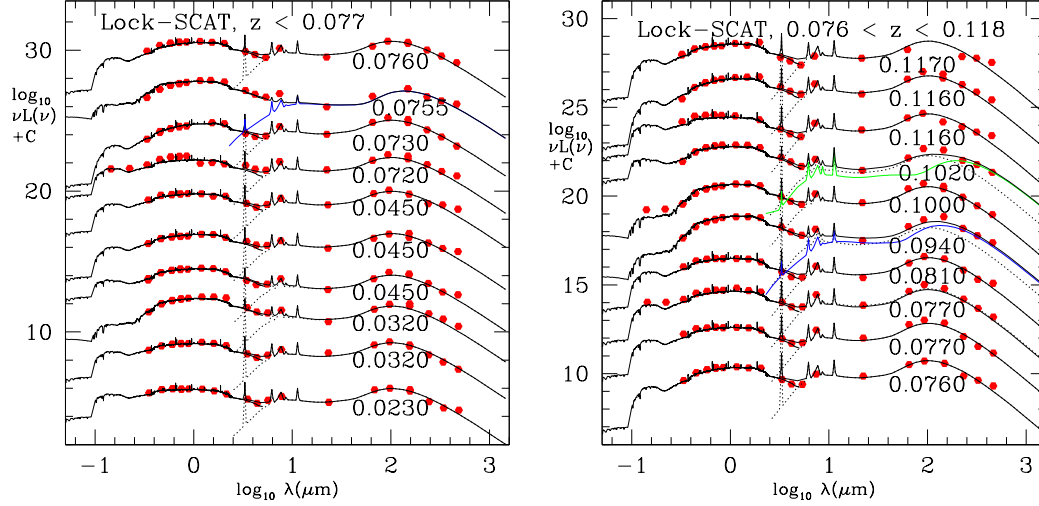 Lock-SCAT, z < 0.077
30
20
10
log₁₀
νL(ν)
+C
0.0760
0.0755
0.0730
0.0720
0.0450
0.0450
0.0450
0.0320
0.0320
0.0230
−1 0 1 2 3
log₁₀ λ(μm)
Lock-SCAT, 0.076 < z < 0.118
30
25
20
15
10
log₁₀
νL(ν)
+C
0.1170
0.1160
0.1160
0.1020
0.1000
0.0940
0.0810
0.0770
0.0770
0.0760
−1 0 1 2 3
log₁₀ λ(μm)